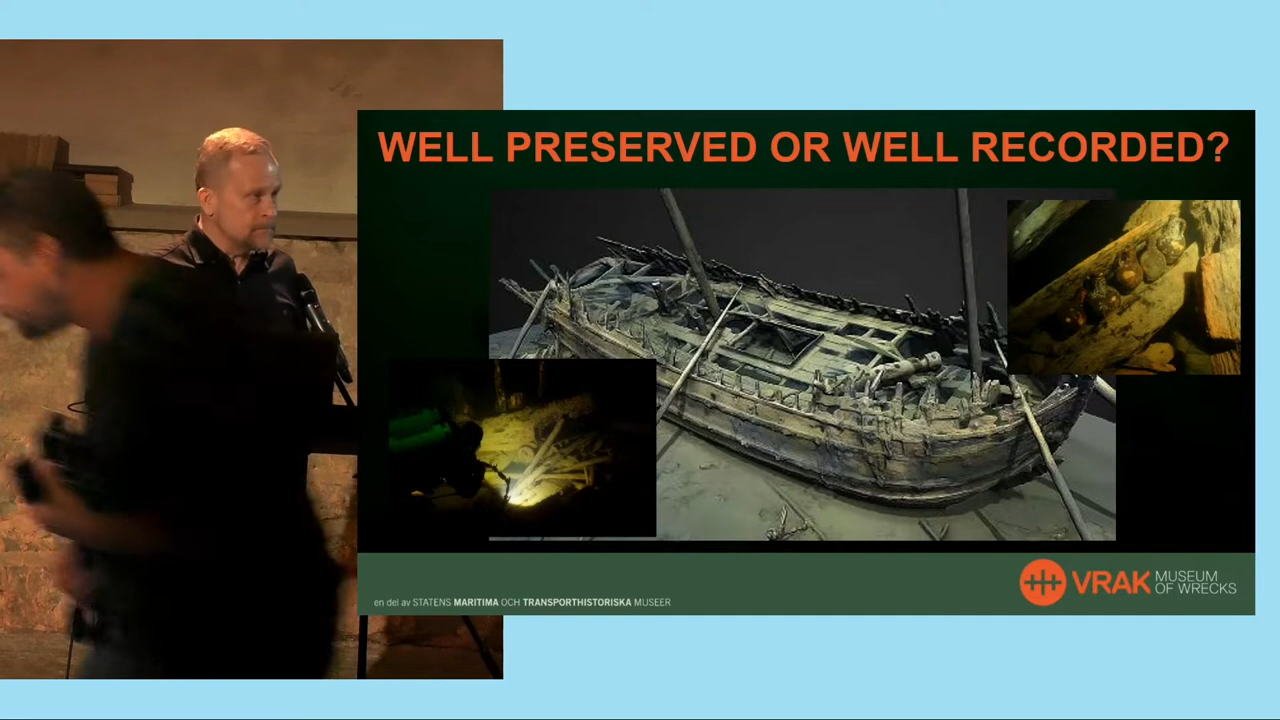 WELL PRESERVED OR WELL RECORDED?
en del av STATENS MARITIMA OCH TRANSPORTHISTORISKA MUSEER
VRAK MUSEUM
OF WRECKS